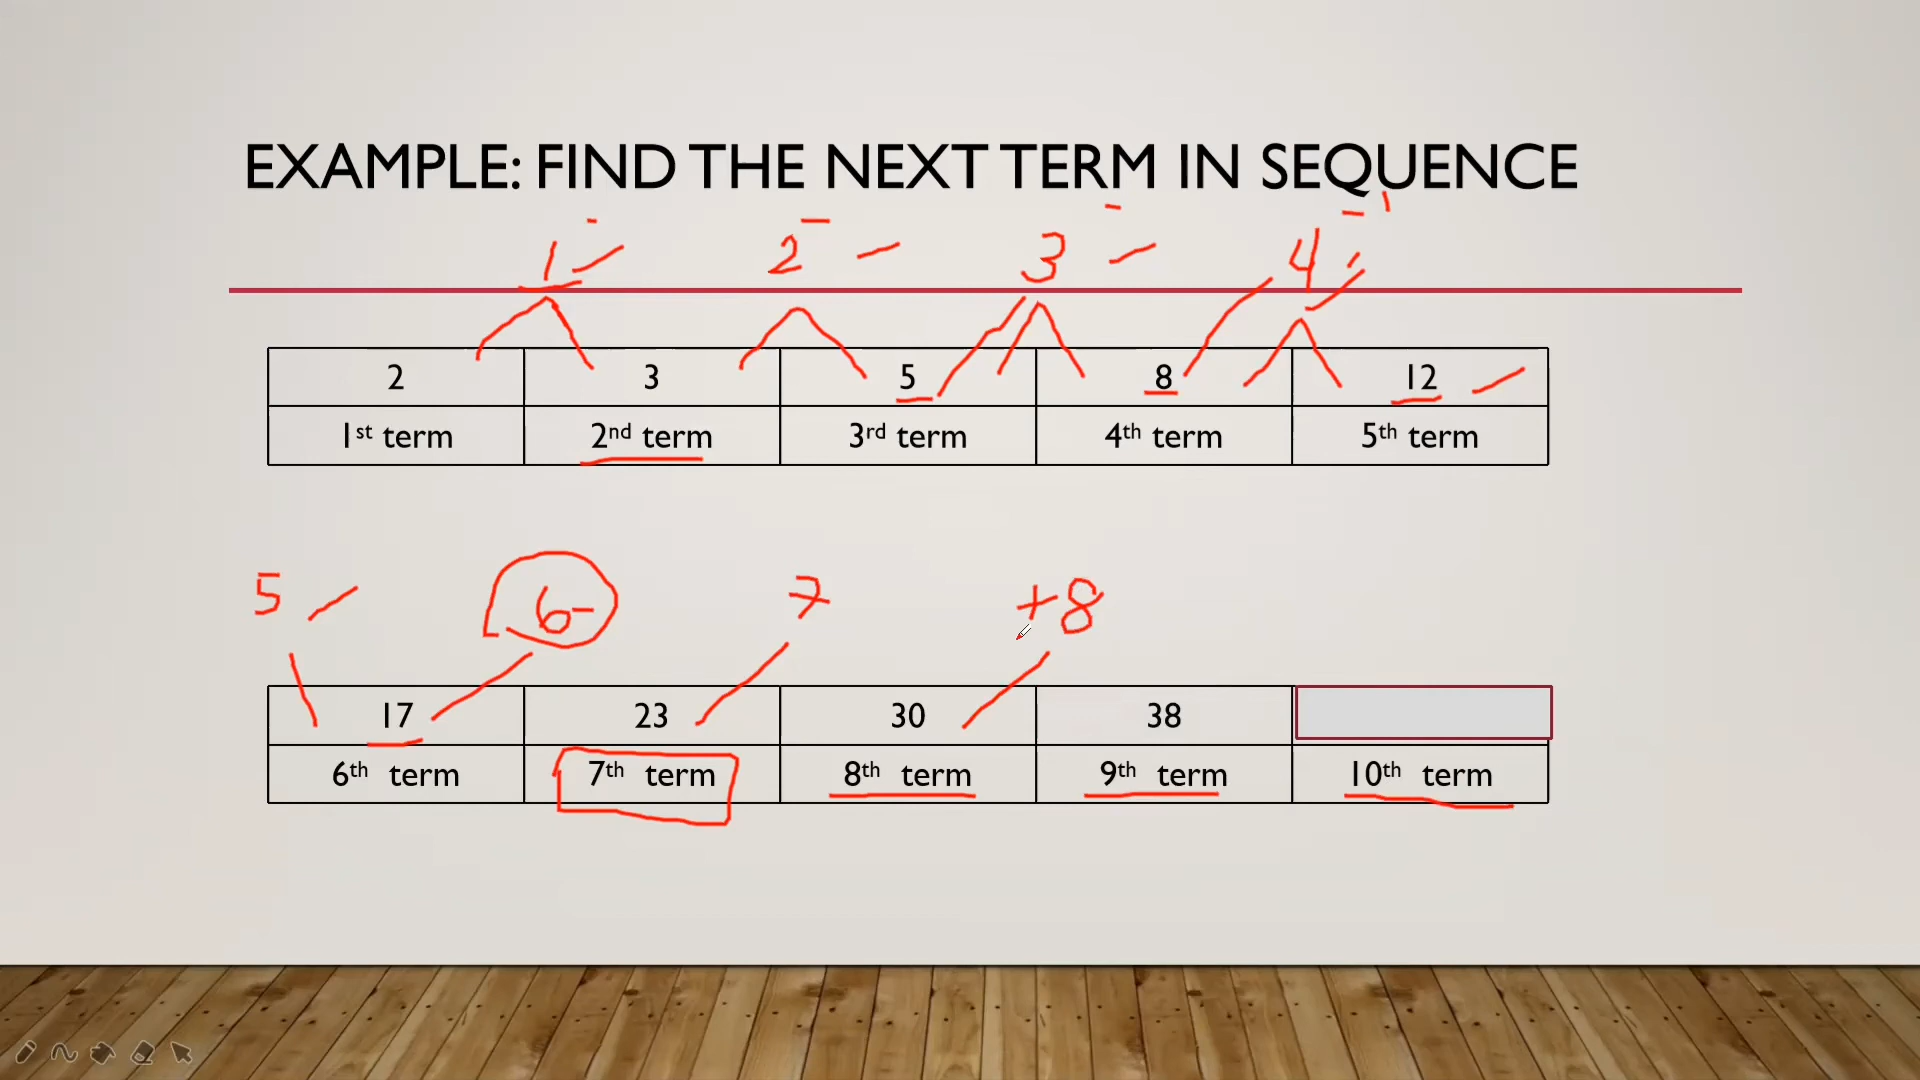 EXAMPLE: FIND THE NEXT TERM IN SEQUENCE
1 2 3 4
2 3 5 8 12
1st term 2nd term 3rd term 4th term 5th term
5 6 7 +8
17 23 30 38
6th term 7th term 8th term 9th term 10th term